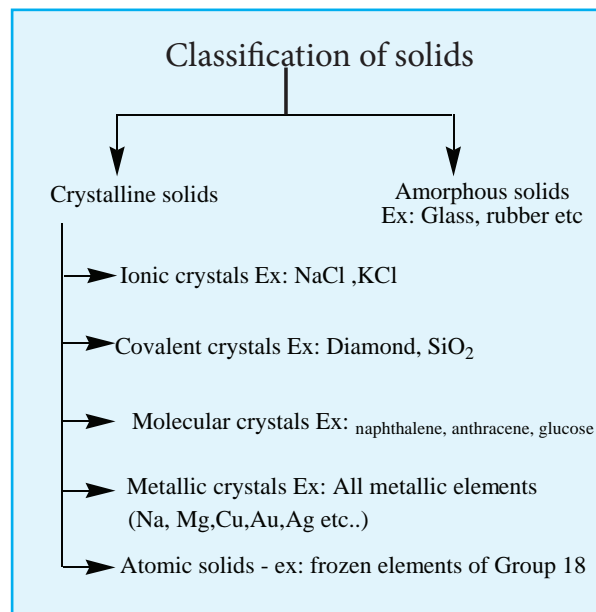 Classification of solids
Crystalline solids
Amorphous solids
Ex: Glass, rubber etc
Ionic crystals Ex: NaCl ,KCl
Covalent crystals Ex: Diamond, SiO₂
Molecular crystals Ex: naphthalene, anthracene, glucose
Metallic crystals Ex: All metallic elements
(Na, Mg,Cu,Au,Ag etc..)
Atomic solids - ex: frozen elements of Group 18